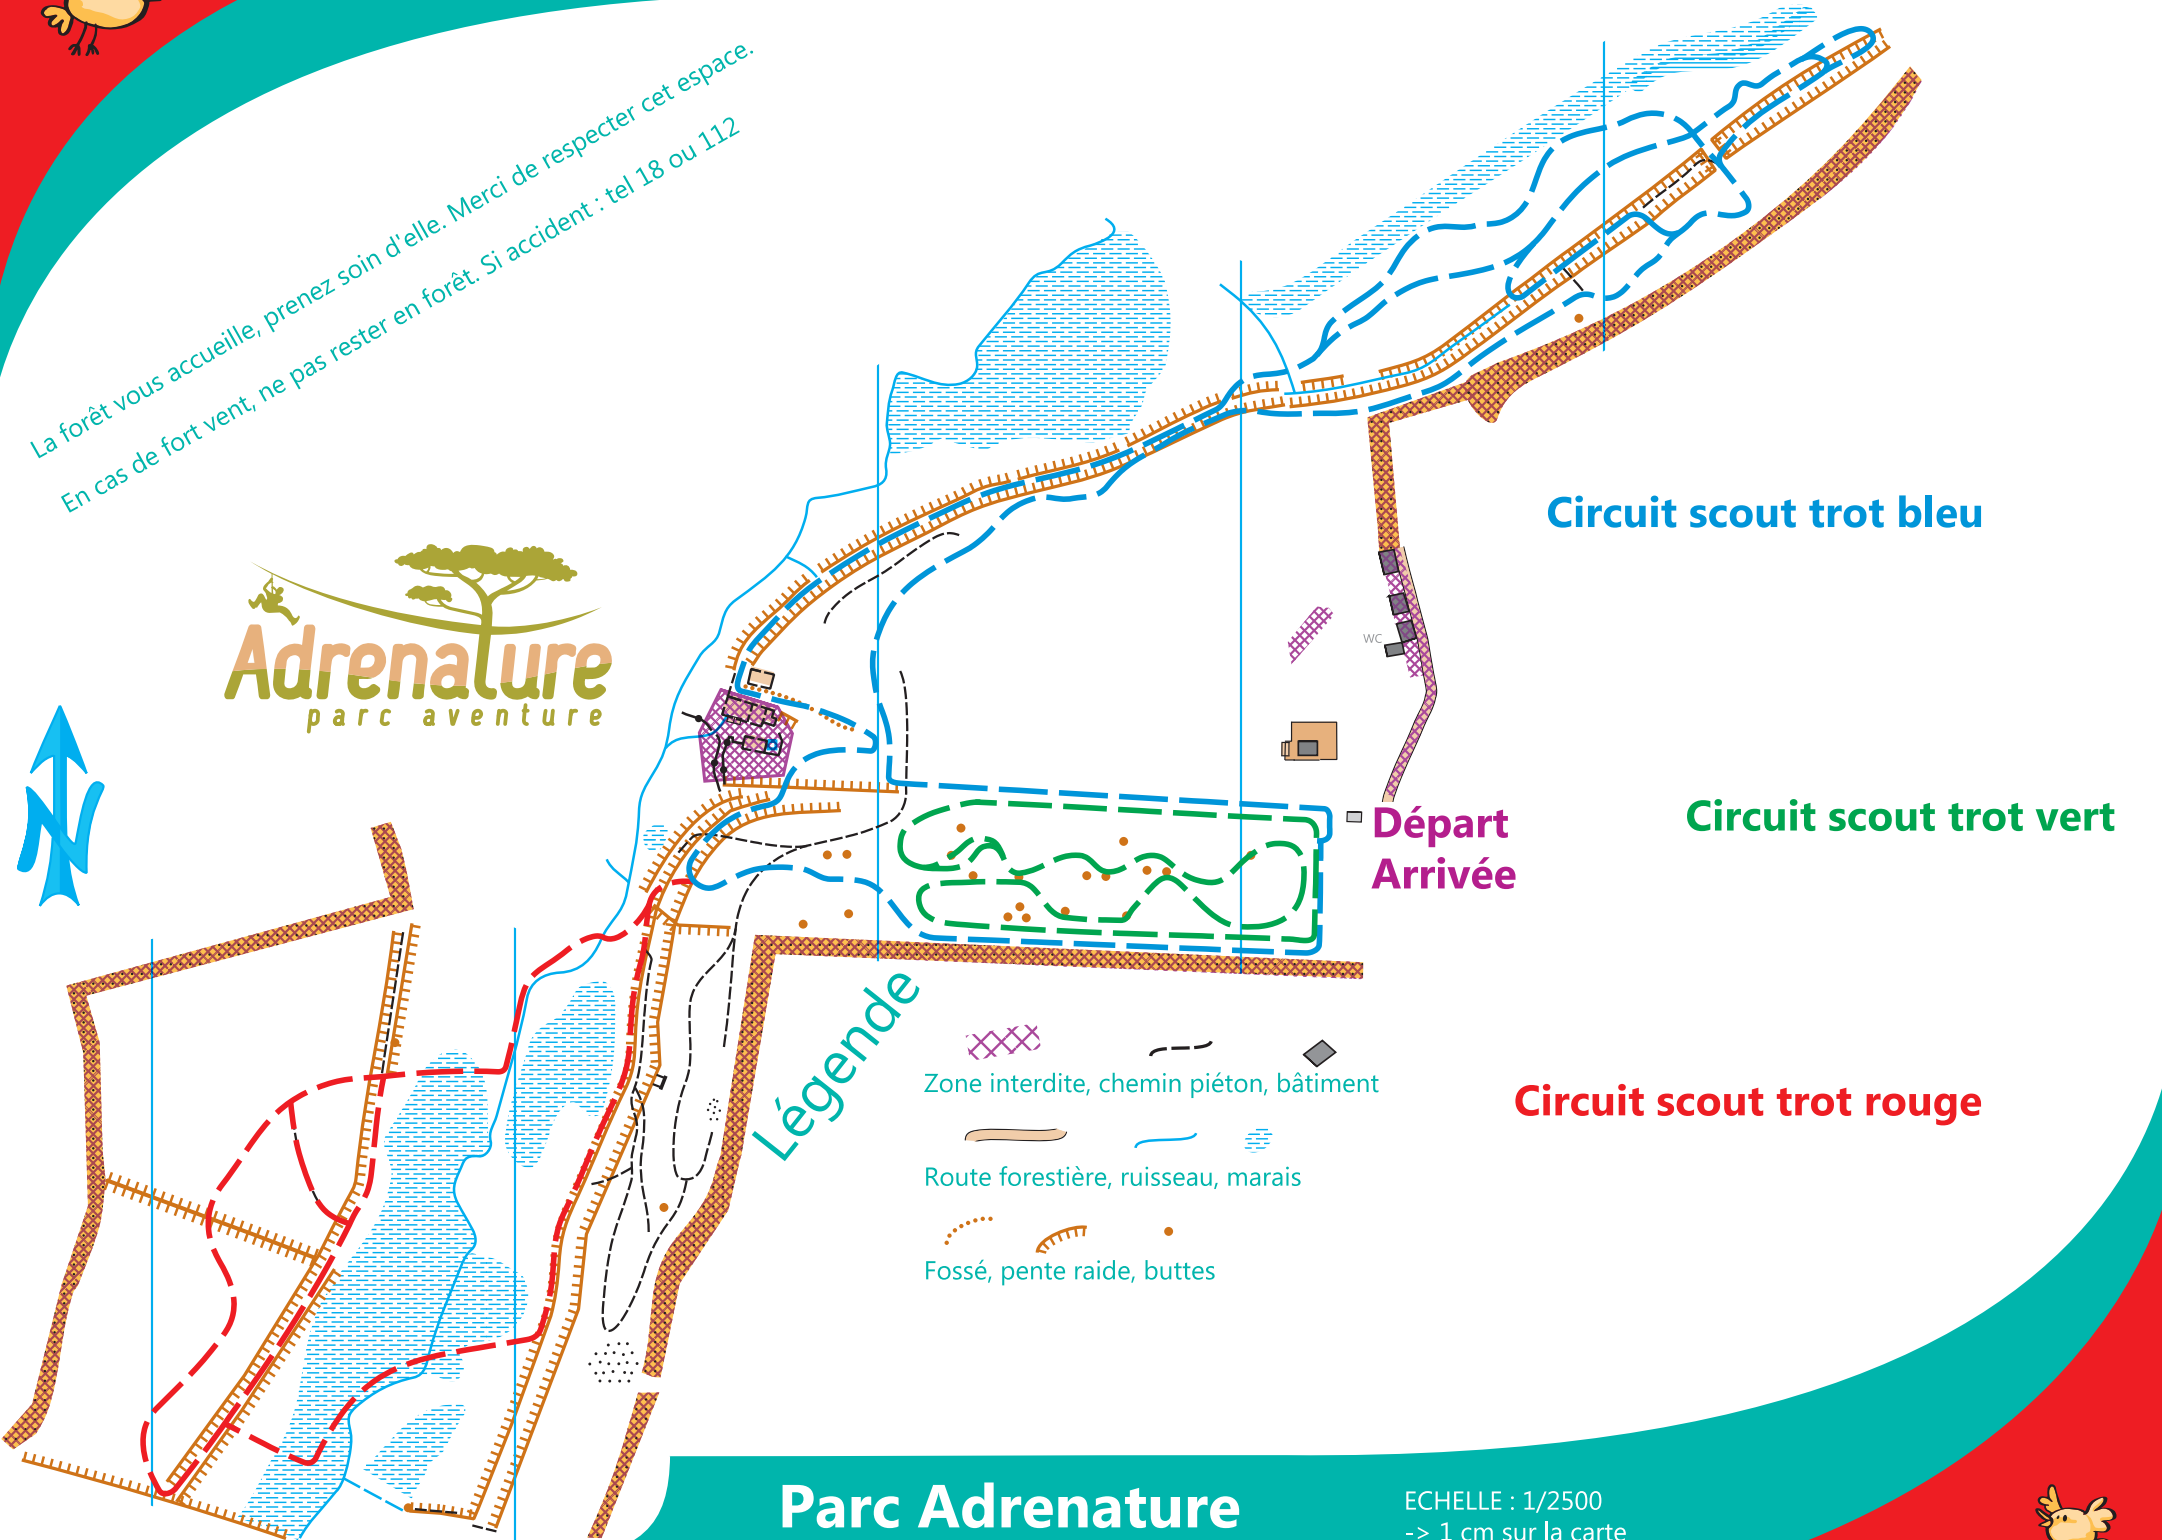 La forêt vous accueille, prenez soin d'elle. Merci de respecter cet espace.
En cas de fort vent, ne pas rester en forêt. Si accident : tel 18 ou 112
Adrenature
parc aventure
N
Circuit scout trot bleu
WC
Départ
Arrivée
Circuit scout trot vert
Légende
Zone interdite, chemin piéton, bâtiment
Route forestière, ruisseau, marais
Fossé, pente raide, buttes
Circuit scout trot rouge
Parc Adrenature
ECHELLE : 1/2500
-> 1 cm sur la carte